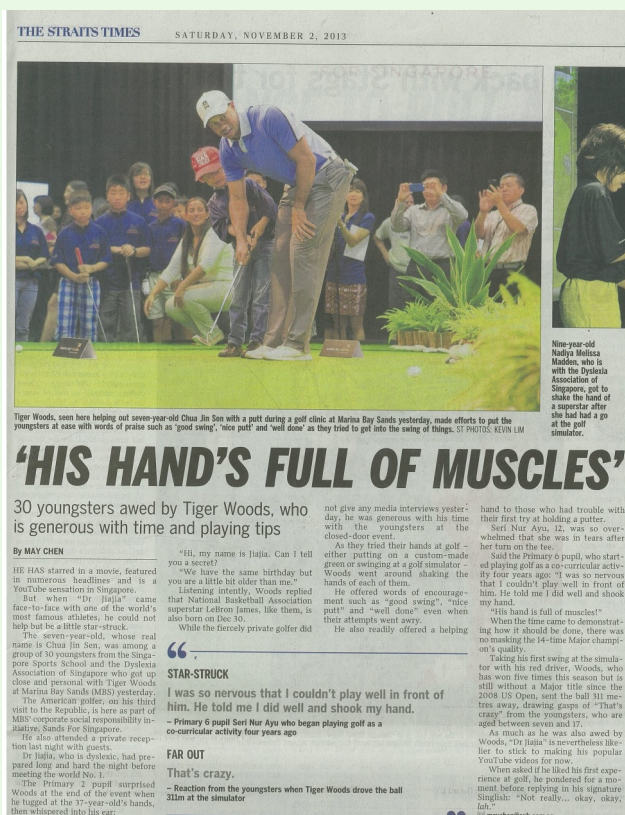 THE STRAITS TIMES
SATURDAY, NOVEMBER 2, 2013
Tiger Woods, seen here helping out seven-year-old Chua Jin Sen with a putt during a golf clinic at Marina Bay Sands yesterday, made efforts to put the
youngsters at ease with words of praise such as 'good swing', 'nice putt' and 'well done' as they tried to get into the swing of things. ST PHOTOS: KEVIN LIM
Nine-year-old
Nadiya Melissa
Madden, who is
with the Dyslexia
Association of
Singapore, got to
shake the hand of
a superstar after
she had had a go
at the golf
simulator.
'HIS HAND'S FULL OF MUSCLES'
30 youngsters awed by Tiger Woods, who
is generous with time and playing tips
By MAY CHEN
HE HAS starred in a movie, featured
in numerous headlines and is a
YouTube sensation in Singapore.
But when "Dr Jiajia" came
face-to-face with one of the world's
most famous athletes, he could not
help but be a little star-struck.
The seven-year-old, whose real
name is Chua Jin Sen, was among a
group of 30 youngsters from the Singa-
pore Sports School and the Dyslexia
Association of Singapore who got up
close and personal with Tiger Woods
at Marina Bay Sands (MBS) yesterday.
The American golfer, on his third
visit to the Republic, is here as part of
MBS' corporate social responsibility in-
itiative, Sands For Singapore.
He also attended a private recep-
tion last night with guests.
Dr Jiajia, who is dyslexic, had pre-
pared long and hard the night before
meeting the world No. 1.
The Primary 2 pupil surprised
Woods at the end of the event when
he tugged at the 37-year-old's hands,
then whispered into his ear:
"Hi, my name is Jiajia. Can I tell
you a secret?
"We have the same birthday but
you are a little bit older than me."
Listening intently, Woods replied
that National Basketball Association
superstar LeBron James, like them, is
also born on Dec 30.
While the fiercely private golfer did
not give any media interviews yester-
day, he was generous with his time
with the youngsters at the
closed-door event.
As they tried their hands at golf –
either putting on a custom-made
green or swinging at a golf simulator –
Woods went around shaking the
hands of each of them.
He offered words of encourage-
ment such as "good swing", "nice
putt" and "well done" even when
their attempts went awry.
He also readily offered a helping
hand to those who had trouble with
their first try at holding a putter.
Seri Nur Ayu, 12, was so over-
whelmed that she was in tears after
her turn on the tee.
Said the Primary 6 pupil, who start-
ed playing golf as a co-curricular activ-
ity four years ago: "I was so nervous
that I couldn't play well in front of
him. He told me I did well and shook
my hand.
"His hand is full of muscles!"
When the time came to demonstrat-
ing how it should be done, there was
no masking the 14-time Major champi-
on's quality.
Taking his first swing at the simula-
tor with his red driver, Woods, who
has won five times this season but is
still without a Major title since the
2008 US Open, sent the ball 311 me-
tres away, drawing gasps of "That's
crazy" from the youngsters, who are
aged between seven and 17.
As much as he was also awed by
Woods, "Dr Jiajia" is nevertheless like-
lier to stick to making his popular
YouTube videos for now.
When asked if he liked his first expe-
rience at golf, he pondered for a mo-
ment before replying in his signature
Singlish: "Not really... okay, okay,
lah."
STAR-STRUCK
I was so nervous that I couldn't play well in front of
him. He told me I did well and shook my hand.
– Primary 6 pupil Seri Nur Ayu who began playing golf as a
co-curricular activity four years ago
FAR OUT
That's crazy.
– Reaction from the youngsters when Tiger Woods drove the ball
311m at the simulator